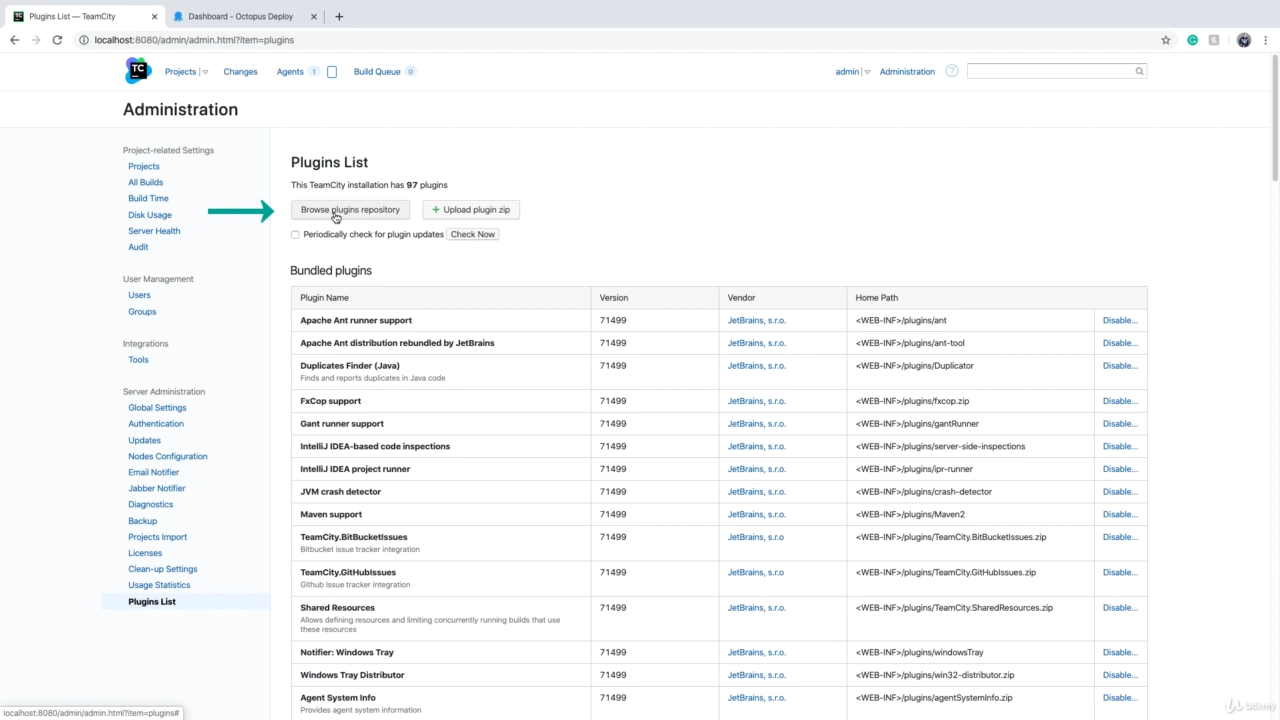 Plugins List — TeamCity
Dashboard - Octopus Deploy
localhost:8080/admin/admin.html?item=plugins
TC
Projects
Changes
Agents 1
Build Queue 0
admin
Administration
?
Administration
Project-related Settings
Projects
All Builds
Build Time
Disk Usage
Server Health
Audit
User Management
Users
Groups
Integrations
Tools
Server Administration
Global Settings
Authentication
Updates
Nodes Configuration
Email Notifier
Jabber Notifier
Diagnostics
Backup
Projects Import
Licenses
Clean-up Settings
Usage Statistics
Plugins List
Plugins List
This TeamCity installation has 97 plugins
Browse plugins repository
+ Upload plugin zip
Periodically check for plugin updates Check Now
Bundled plugins
Plugin Name Version Vendor Home Path
Apache Ant runner support 71499 JetBrains, s.r.o. <WEB-INF>/plugins/ant Disable...
Apache Ant distribution rebundled by JetBrains 71499 JetBrains, s.r.o. <WEB-INF>/plugins/ant-tool Disable...
Duplicates Finder (Java) 71499 JetBrains, s.r.o. <WEB-INF>/plugins/Duplicator Disable...
Finds and reports duplicates in Java code
FxCop support 71499 JetBrains, s.r.o. <WEB-INF>/plugins/fxcop.zip Disable...
Gant runner support 71499 JetBrains, s.r.o. <WEB-INF>/plugins/gantRunner Disable...
IntelliJ IDEA-based code inspections 71499 JetBrains, s.r.o. <WEB-INF>/plugins/server-side-inspections Disable...
IntelliJ IDEA project runner 71499 JetBrains, s.r.o. <WEB-INF>/plugins/ipr-runner Disable...
JVM crash detector 71499 JetBrains, s.r.o. <WEB-INF>/plugins/crash-detector Disable...
Maven support 71499 JetBrains, s.r.o. <WEB-INF>/plugins/Maven2 Disable...
TeamCity.BitBucketIssues 71499 JetBrains, s.r.o <WEB-INF>/plugins/TeamCity.BitBucketIssues.zip Disable...
Bitbucket issue tracker integration
TeamCity.GitHubIssues 71499 JetBrains, s.r.o <WEB-INF>/plugins/TeamCity.GitHubIssues.zip Disable...
Github Issue tracker integration
Shared Resources 71499 JetBrains, s.r.o. <WEB-INF>/plugins/TeamCity.SharedResources.zip Disable...
Allows defining resources and limiting concurrently running builds that use
these resources
Notifier: Windows Tray 71499 JetBrains, s.r.o. <WEB-INF>/plugins/windowsTray Disable...
Windows Tray Distributor 71499 JetBrains, s.r.o. <WEB-INF>/plugins/win32-distributor.zip Disable...
Agent System Info 71499 JetBrains, s.r.o. <WEB-INF>/plugins/agentSystemInfo.zip Disable...
Provides agent system information
localhost:8080/admin/admin.html?item=plugins#
Udemy